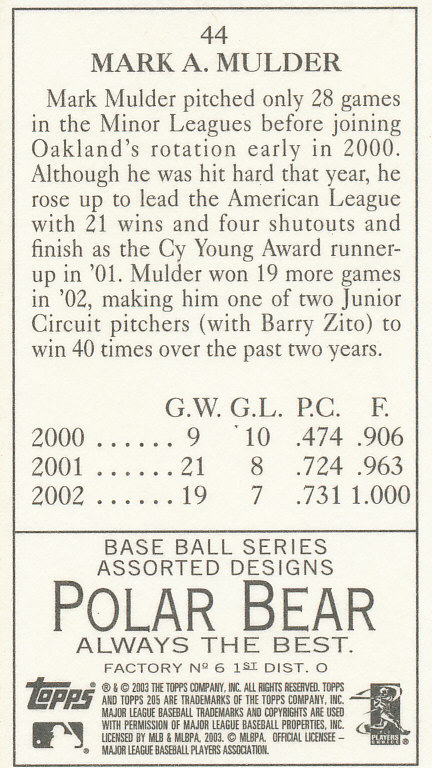 44
MARK A. MULDER
Mark Mulder pitched only 28 games
in the Minor Leagues before joining
Oakland's rotation early in 2000.
Although he was hit hard that year, he
rose up to lead the American League
with 21 wins and four shutouts and
finish as the Cy Young Award runner-
up in '01. Mulder won 19 more games
in '02, making him one of two Junior
Circuit pitchers (with Barry Zito) to
win 40 times over the past two years.
G.W. G.L. P.C. F.
2000 ...... 9 10 .474 .906
2001 ...... 21 8 .724 .963
2002 ...... 19 7 .731 1.000
BASE BALL SERIES
ASSORTED DESIGNS
POLAR BEAR
ALWAYS THE BEST.
FACTORY Nº 6 1ST DIST. O
Topps
® & © 2003 THE TOPPS COMPANY, INC. ALL RIGHTS RESERVED. TOPPS
AND TOPPS 205 ARE TRADEMARKS OF THE TOPPS COMPANY, INC.
MAJOR LEAGUE BASEBALL TRADEMARKS AND COPYRIGHTS ARE USED
WITH PERMISSION OF MAJOR LEAGUE BASEBALL PROPERTIES, INC.
LICENSED BY MLB & MLBPA, 2003. © MLBPA. OFFICIAL LICENSEE –
MAJOR LEAGUE BASEBALL PLAYERS ASSOCIATION.
PLAYERS
CHOICE